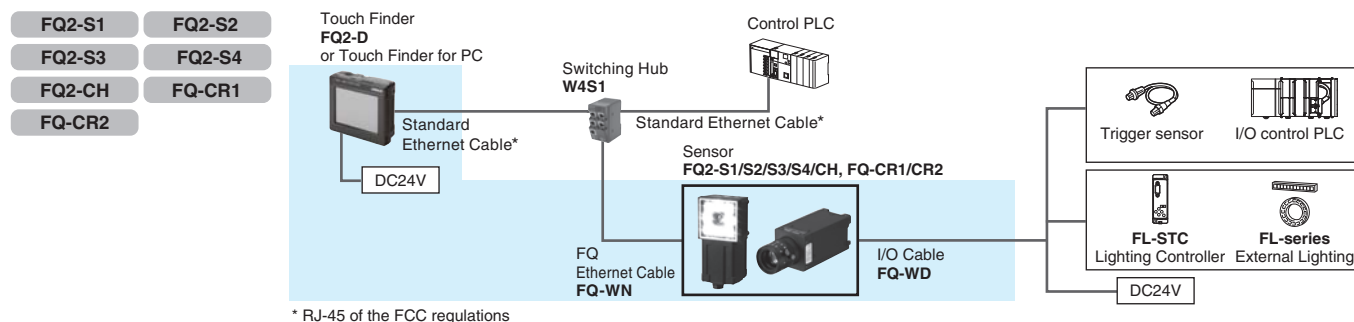 FQ2-S1
FQ2-S2
FQ2-S3
FQ2-S4
FQ2-CH
FQ-CR1
FQ-CR2
Touch Finder
FQ2-D
or Touch Finder for PC
Standard
Ethernet Cable*
DC24V
Switching Hub
W4S1
Control PLC
Standard Ethernet Cable*
Sensor
FQ2-S1/S2/S3/S4/CH, FQ-CR1/CR2
FQ
Ethernet Cable
FQ-WN
I/O Cable
FQ-WD
Trigger sensor
I/O control PLC
FL-STC
Lighting Controller
FL-series
External Lighting
DC24V
* RJ-45 of the FCC regulations